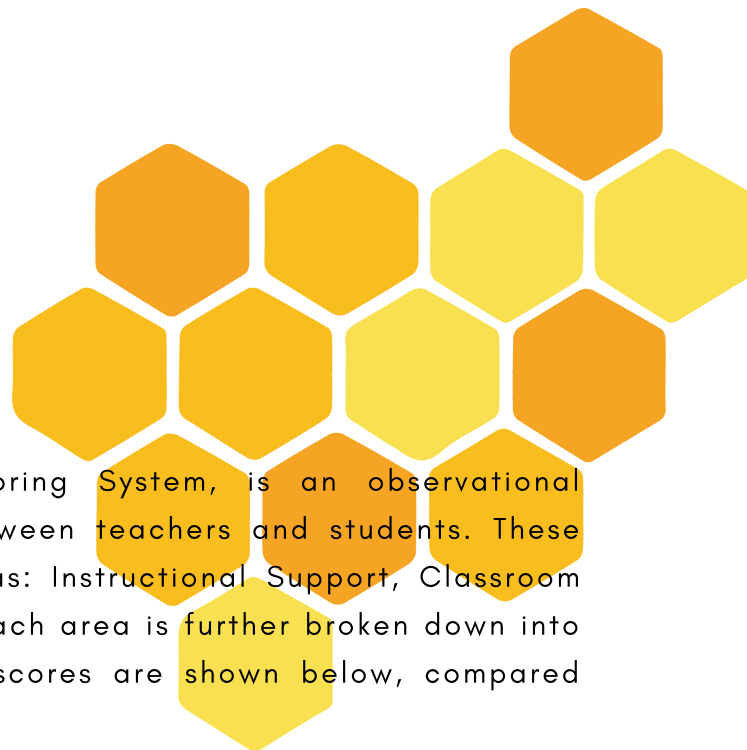 oring System, is an observational
ween teachers and students. These
as: Instructional Support, Classroom
ach area is further broken down into
scores are shown below, compared